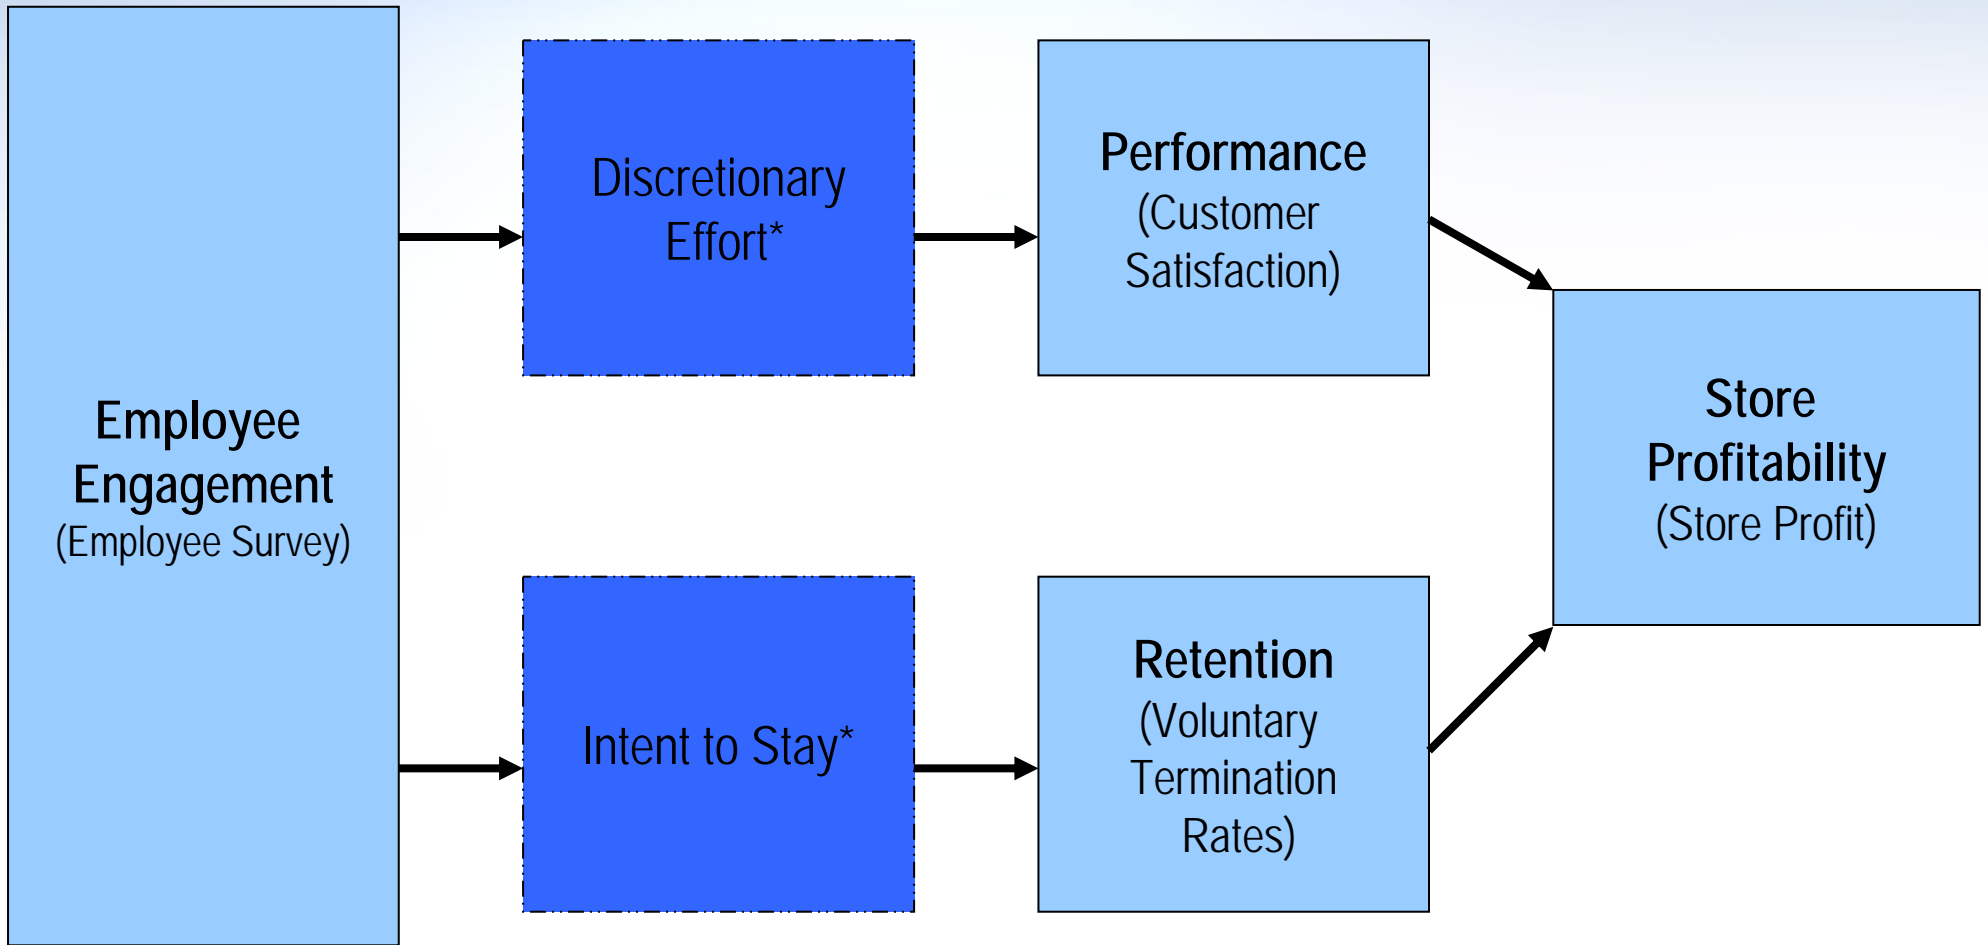 Employee
Engagement
(Employee Survey)
Discretionary
Effort*
Intent to Stay*
Performance
(Customer
Satisfaction)
Retention
(Voluntary
Termination
Rates)
Store
Profitability
(Store Profit)